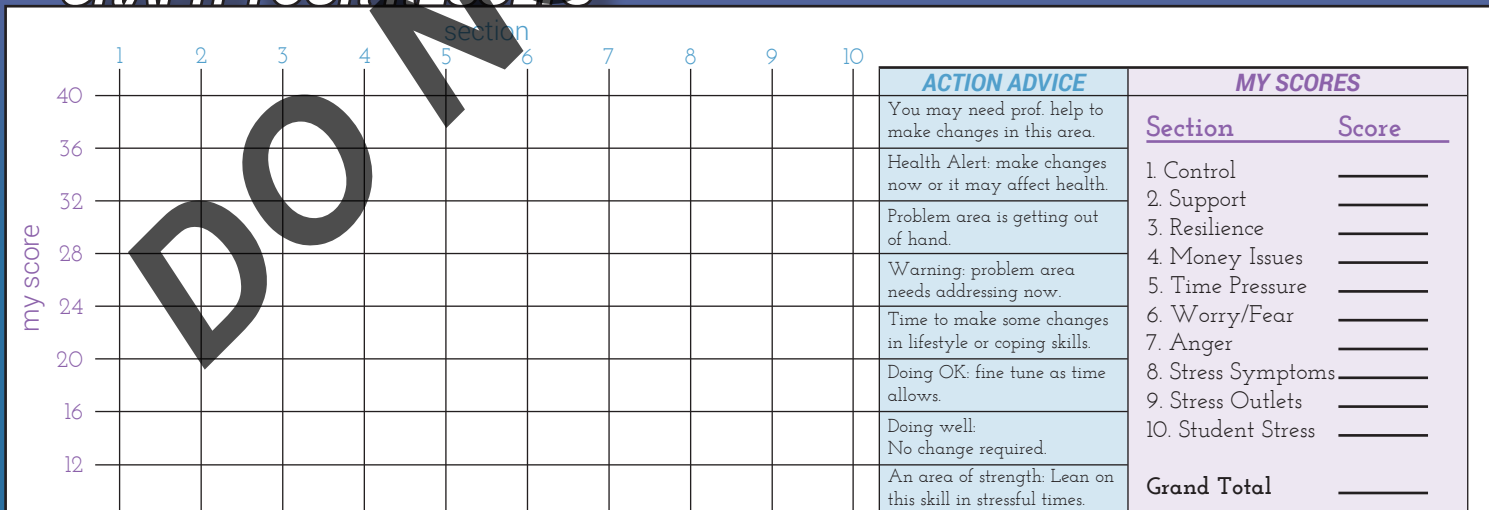 GRAPH YOUR RESULTS
section
1 2 3 4 5 6 7 8 9 10
my score
40
36
32
28
24
20
16
12
ACTION ADVICE
You may need prof. help to
make changes in this area.
Health Alert: make changes
now or it may affect health.
Problem area is getting out
of hand.
Warning: problem area
needs addressing now.
Time to make some changes
in lifestyle or coping skills.
Doing OK: fine tune as time
allows.
Doing well:
No change required.
An area of strength: Lean on
this skill in stressful times.
MY SCORES
Section Score
1. Control
2. Support
3. Resilience
4. Money Issues
5. Time Pressure
6. Worry/Fear
7. Anger
8. Stress Symptoms
9. Stress Outlets
10. Student Stress
Grand Total
DO N